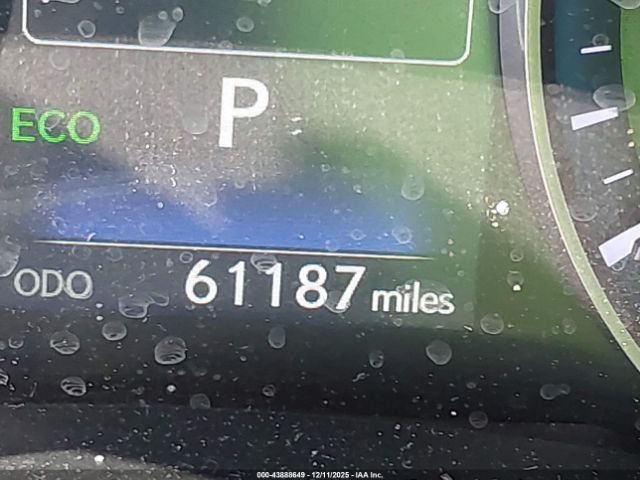 P
ECO
ODO 61187 miles
000-43888649 - 12/11/2025 - IAA Inc.